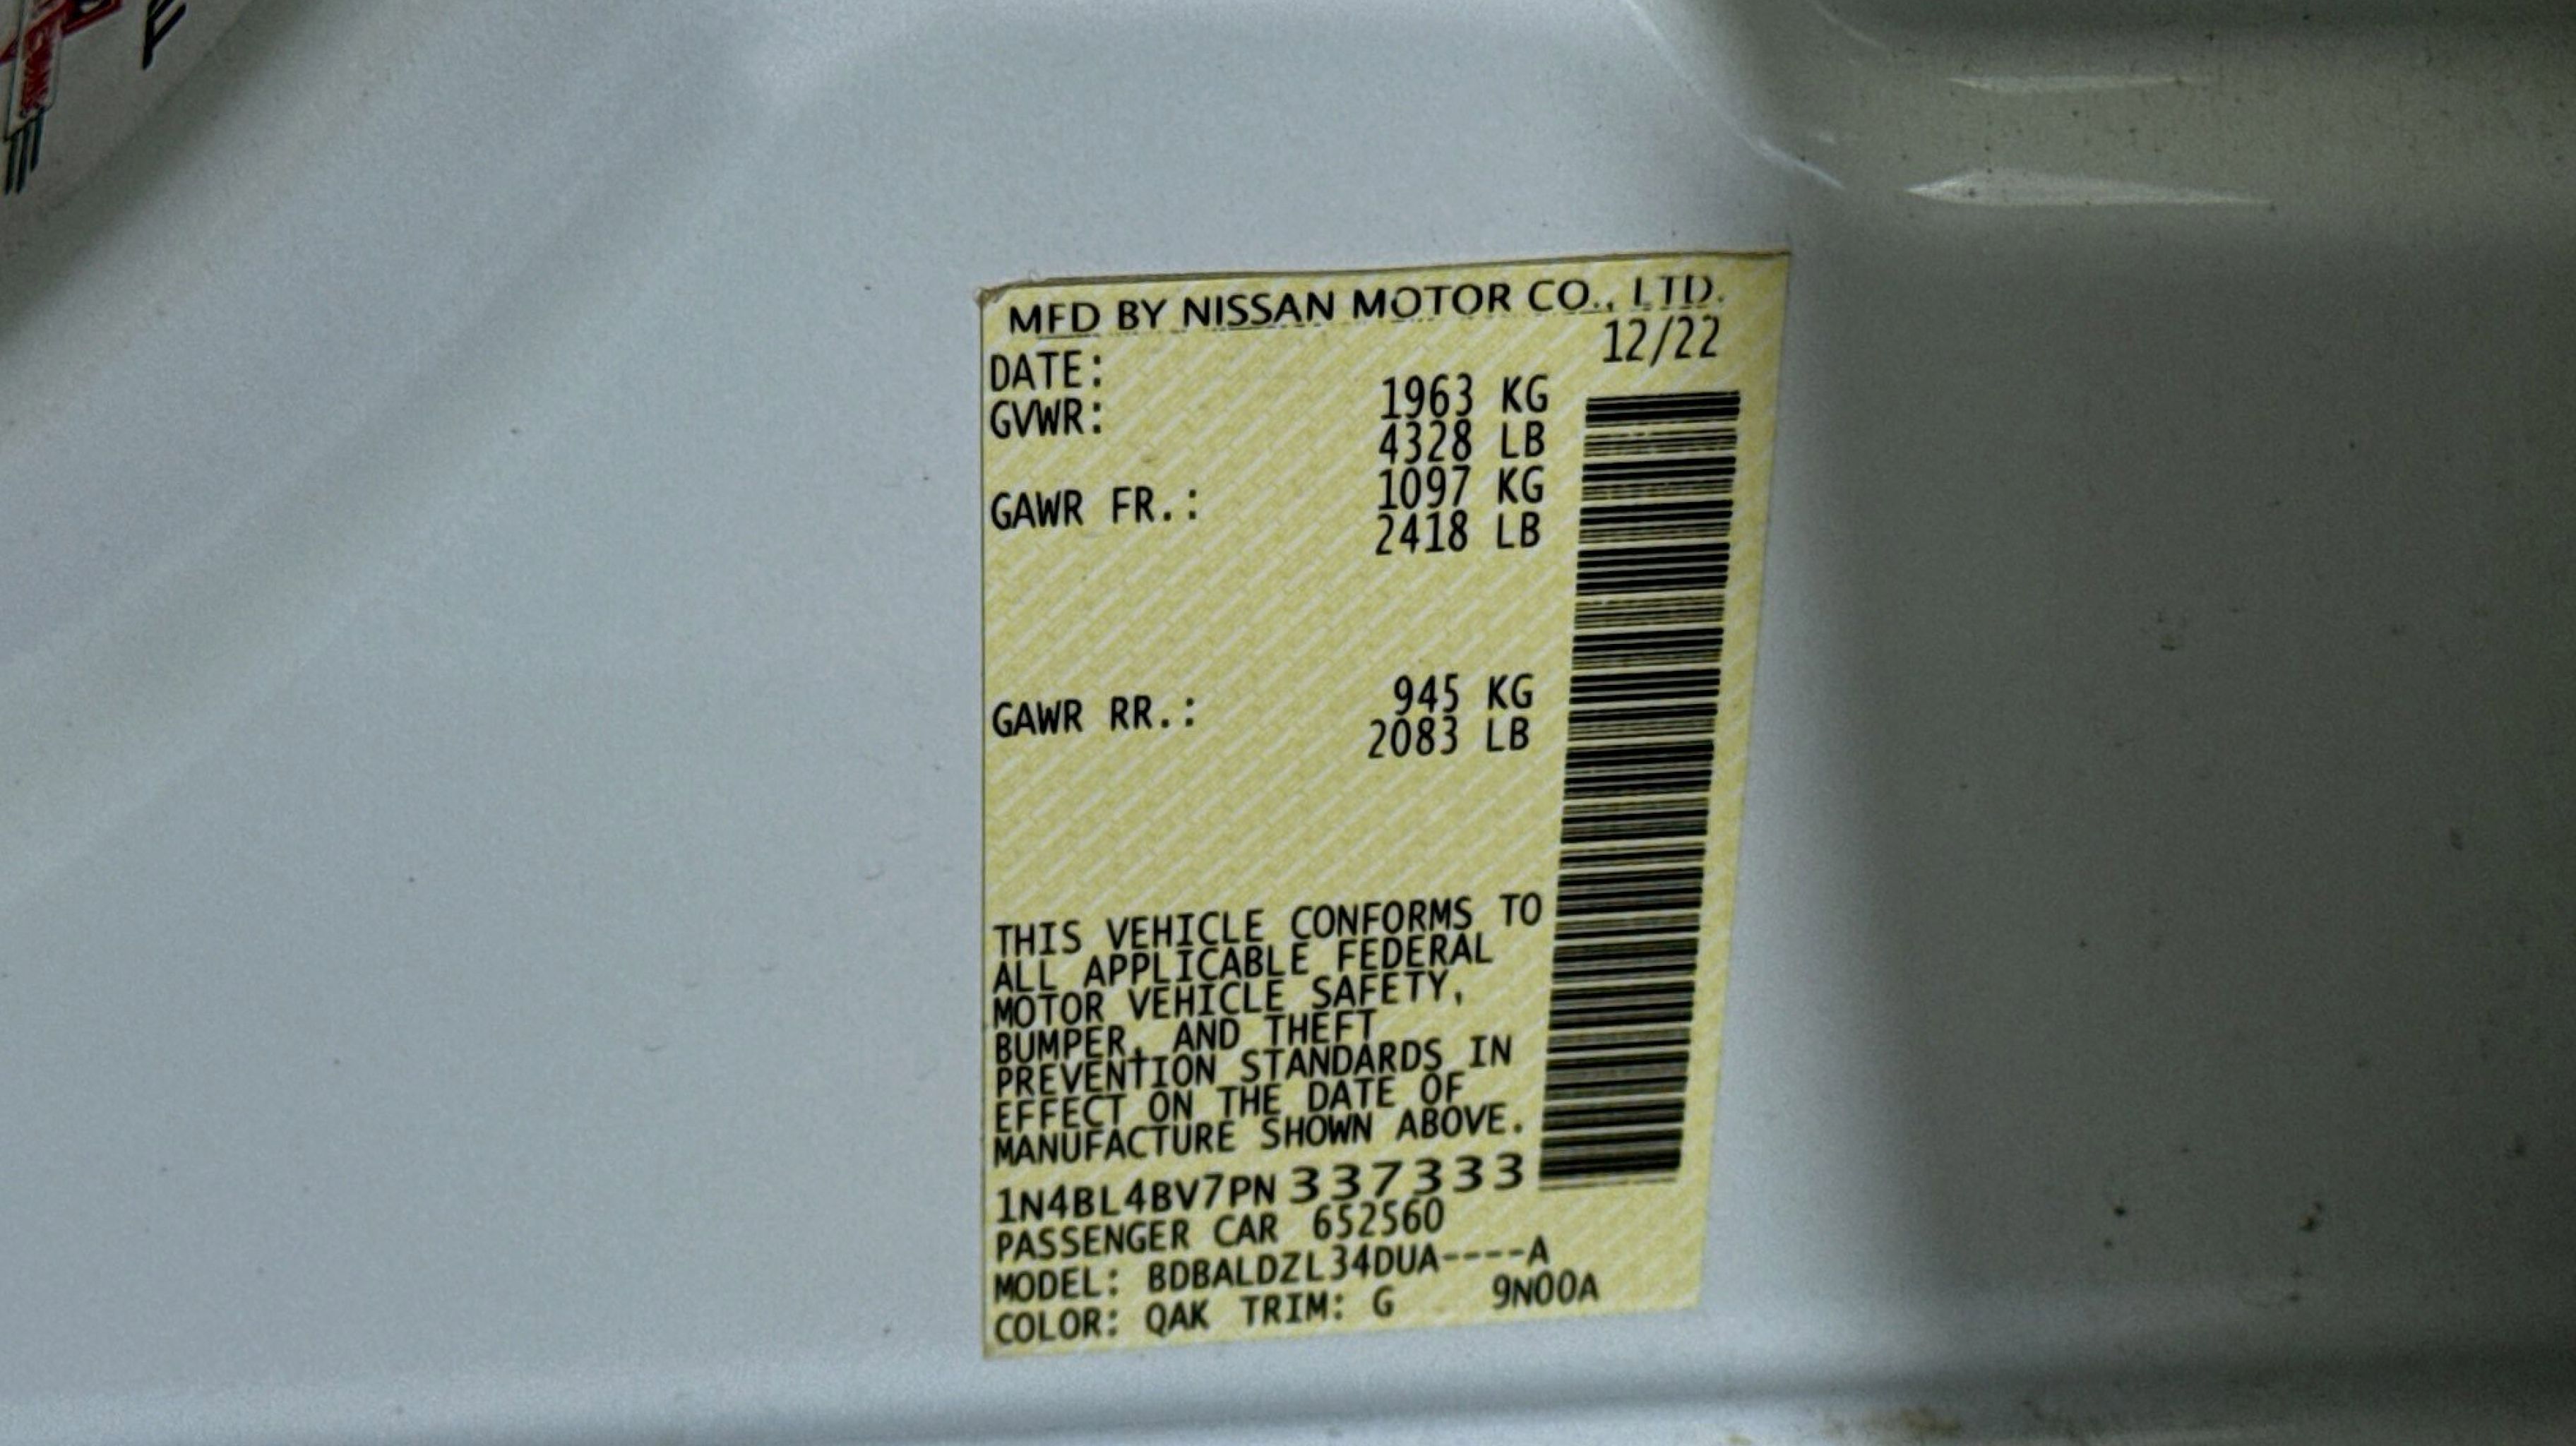 MFD BY NISSAN MOTOR CO., LTD.
DATE: 12/22
GVWR: 1963 KG
4328 LB
GAWR FR.: 1097 KG
2418 LB
GAWR RR.: 945 KG
2083 LB
THIS VEHICLE CONFORMS TO
ALL APPLICABLE FEDERAL
MOTOR VEHICLE SAFETY,
BUMPER, AND THEFT
PREVENTION STANDARDS IN
EFFECT ON THE DATE OF
MANUFACTURE SHOWN ABOVE.
1N4BL4BV7PN337333
PASSENGER CAR 652560
MODEL: BDBALDZL34DUA----A
COLOR: QAK TRIM: G 9N00A